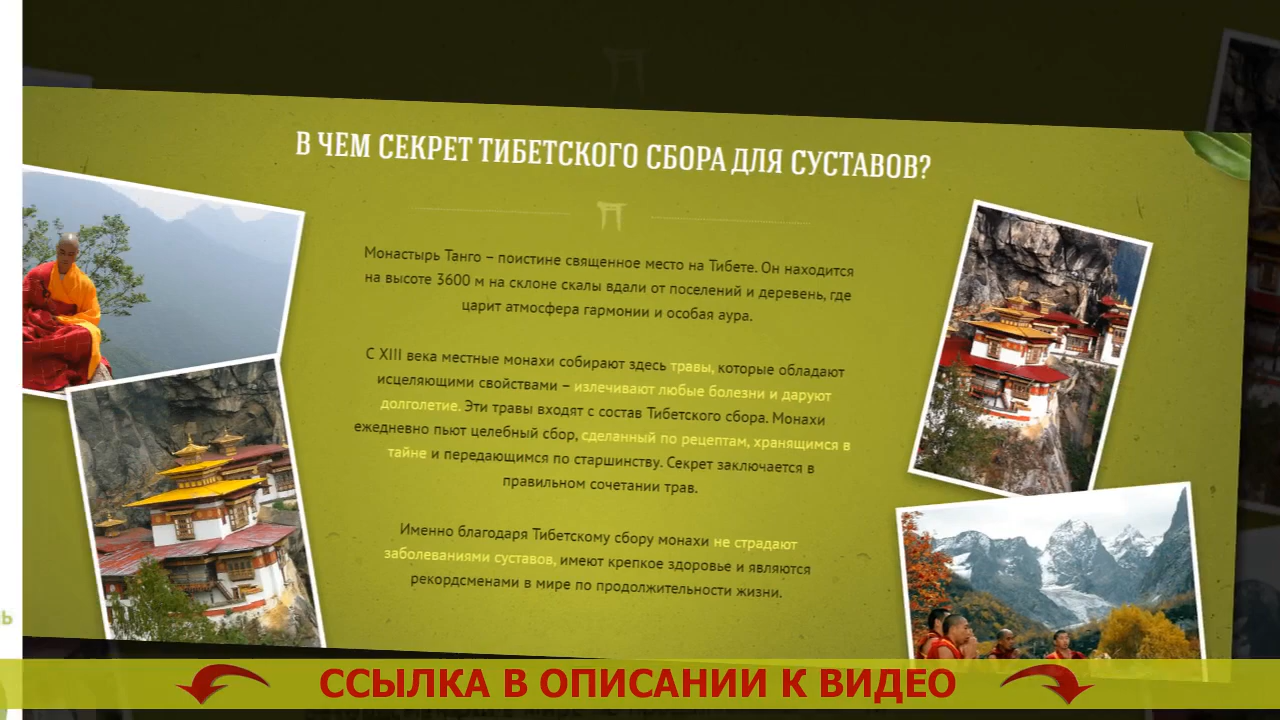 В ЧЕМ СЕКРЕТ ТИБЕТСКОГО СБОРА ДЛЯ СУСТАВОВ?
Монастырь Танго – поистине священное место на Тибете. Он находится
на высоте 3600 м на склоне скалы вдали от поселений и деревень, где
царит атмосфера гармонии и особая аура.
С XIII века местные монахи собирают здесь травы, которые обладают
исцеляющими свойствами – излечивают любые болезни и даруют
долголетие. Эти травы входят с состав Тибетского сбора. Монахи
ежедневно пьют целебный сбор, сделанный по рецептам, хранящимся в
тайне и передающимся по старшинству. Секрет заключается в
правильном сочетании трав.
Именно благодаря Тибетскому сбору монахи не страдают
заболеваниями суставов, имеют крепкое здоровье и являются
рекордсменами в мире по продолжительности жизни.
ССЫЛКА В ОПИСАНИИ К ВИДЕО